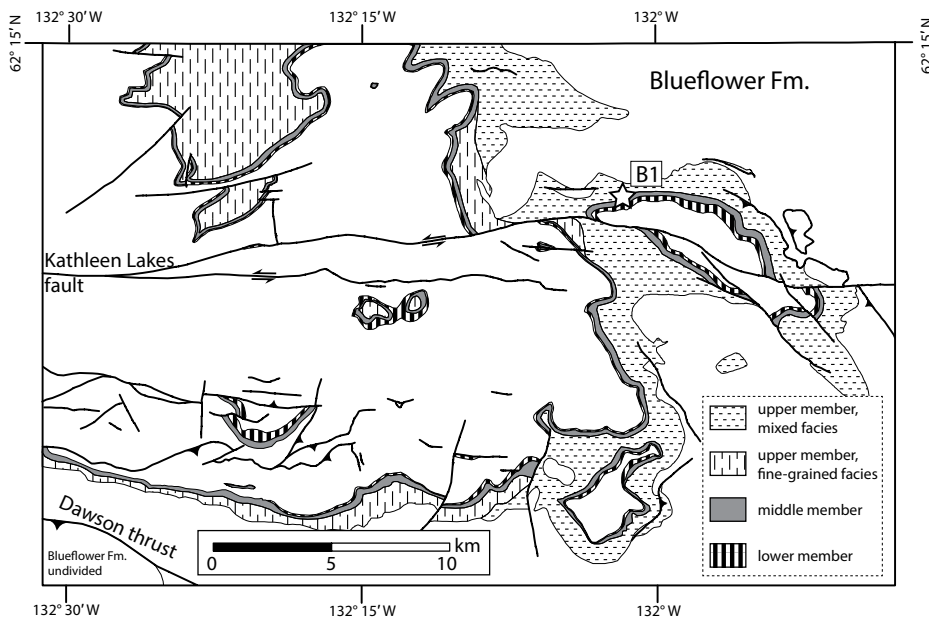 132° 30′ W
132° 15′ W
132° W
62° 15′ N
62° 15′ N
Blueflower Fm.
B1
Kathleen Lakes
fault
upper member,
mixed facies
upper member,
fine-grained facies
middle member
lower member
Dawson thrust
Blueflower Fm.
undivided
km
0
5
10
132° 30′ W
132° 15′ W
132° W